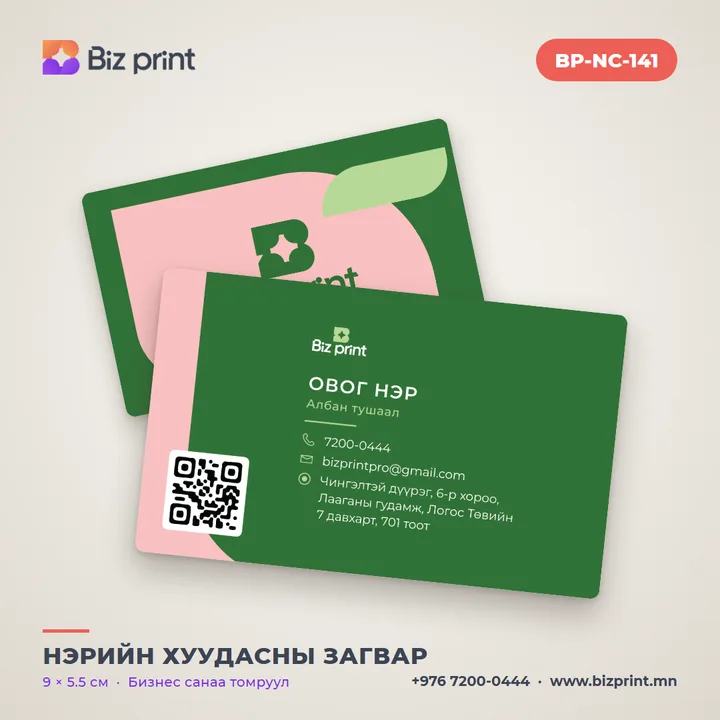 Biz print
BP-NC-141
Biz print
ОВОГ НЭР
Албан тушаал
7200-0444
bizprintpro@gmail.com
Чингэлтэй дүүрэг, 6-р хороо,
Лааганы гудамж, Логос Төвийн
7 давхарт, 701 тоот
НЭРИЙН ХУУДАСНЫ ЗАГВАР
9 × 5.5 см · Бизнес санаа томруул
+976 7200-0444 · www.bizprint.mn